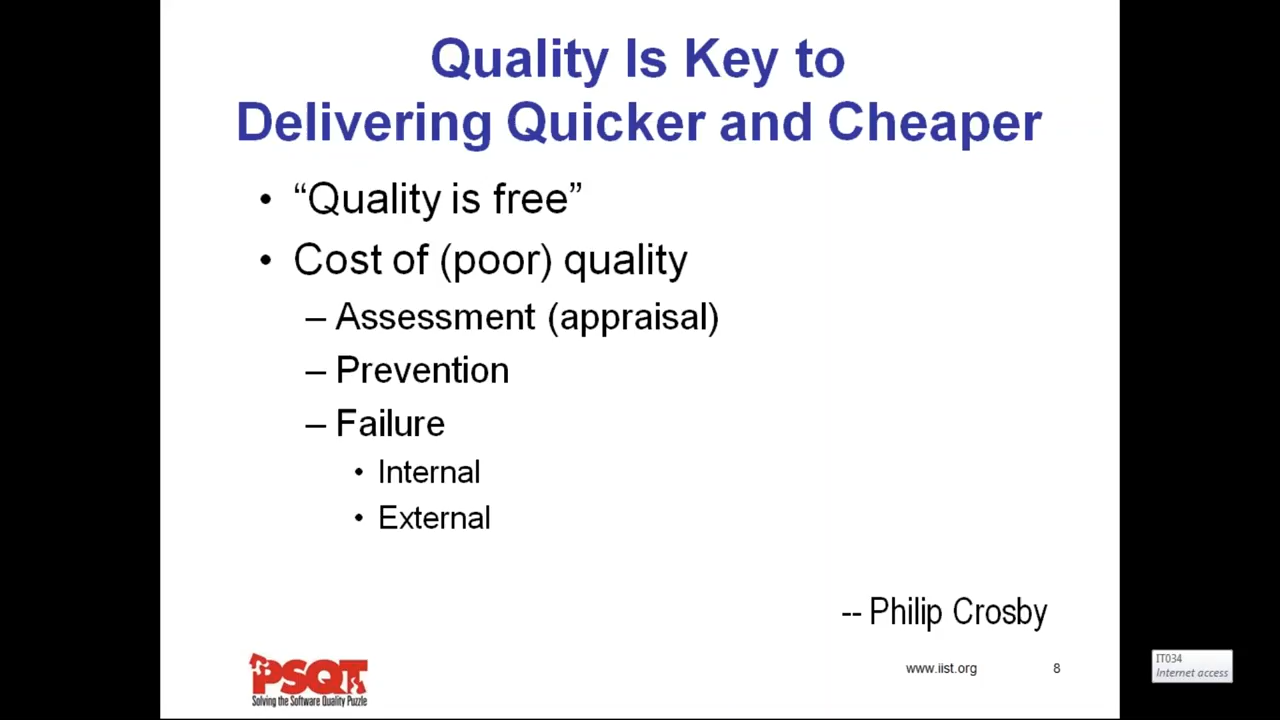 Quality Is Key to
Delivering Quicker and Cheaper
• “Quality is free”
• Cost of (poor) quality
– Assessment (appraisal)
– Prevention
– Failure
• Internal
• External
-- Philip Crosby
PSQT
Solving the Software Quality Puzzle
www.iist.org
8
IT034
Internet access